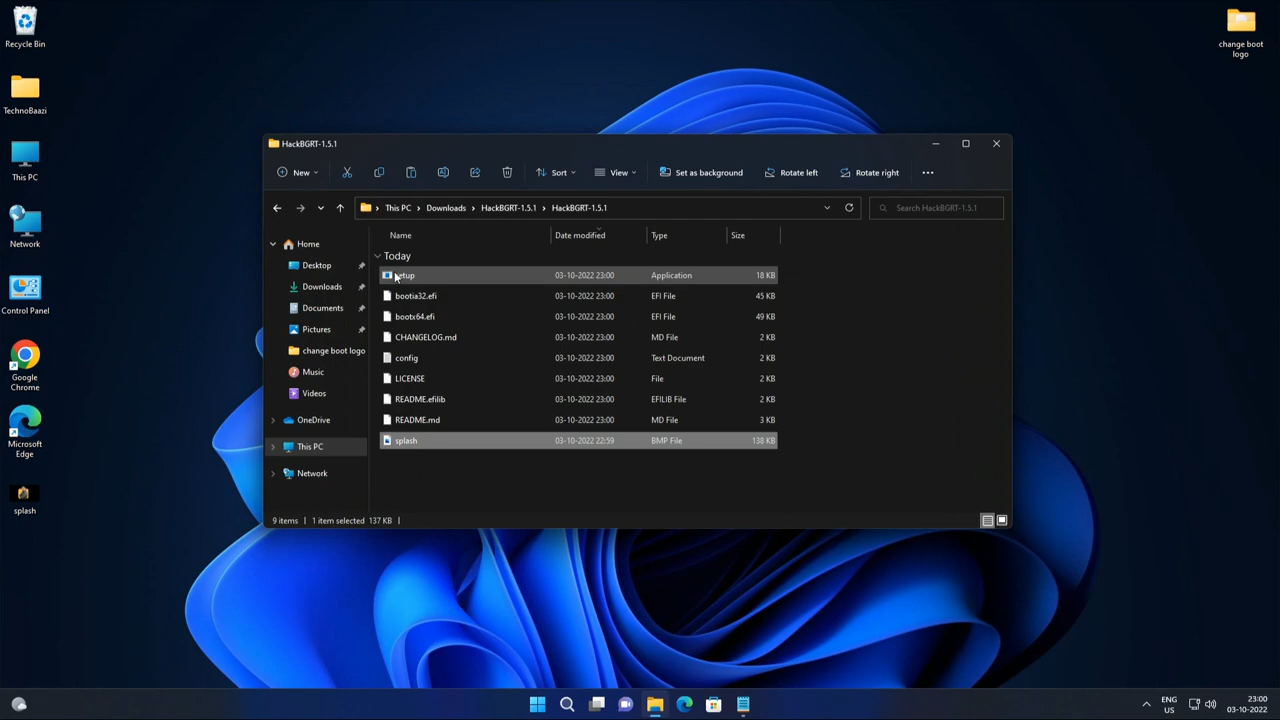 Recycle Bin
TechnoBaazi
This PC
Network
Control Panel
Google
Chrome
Microsoft
Edge
splash
change boot
logo
HackBGRT-1.5.1
New
Sort
View
Set as background
Rotate left
Rotate right
This PC > Downloads > HackBGRT-1.5.1 > HackBGRT-1.5.1
Search HackBGRT-1.5.1
Home
Desktop
Downloads
Documents
Pictures
change boot logo
Music
Videos
OneDrive
This PC
Network
Name Date modified Type Size
Today
etup 03-10-2022 23:00 Application 18 KB
bootia32.efi 03-10-2022 23:00 EFI File 45 KB
bootx64.efi 03-10-2022 23:00 EFI File 49 KB
CHANGELOG.md 03-10-2022 23:00 MD File 2 KB
config 03-10-2022 23:00 Text Document 2 KB
LICENSE 03-10-2022 23:00 File 2 KB
README.efilib 03-10-2022 23:00 EFILIB File 2 KB
README.md 03-10-2022 23:00 MD File 3 KB
splash 03-10-2022 22:59 BMP File 138 KB
9 items 1 item selected 137 KB
ENG
US
23:00
03-10-2022